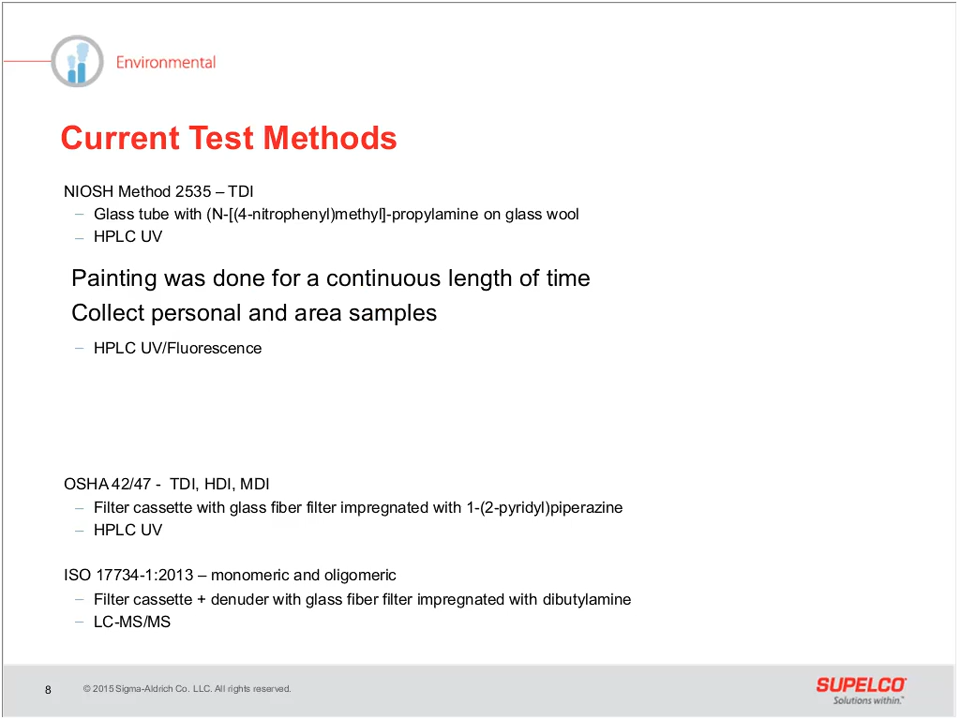 Environmental
Current Test Methods
NIOSH Method 2535 – TDI
– Glass tube with (N-[(4-nitrophenyl)methyl]-propylamine on glass wool
– HPLC UV
Painting was done for a continuous length of time
Collect personal and area samples
– HPLC UV/Fluorescence
OSHA 42/47 - TDI, HDI, MDI
– Filter cassette with glass fiber filter impregnated with 1-(2-pyridyl)piperazine
– HPLC UV
ISO 17734-1:2013 – monomeric and oligomeric
– Filter cassette + denuder with glass fiber filter impregnated with dibutylamine
– LC-MS/MS
8 © 2015 Sigma-Aldrich Co. LLC. All rights reserved.
SUPELCO
Solutions within.™